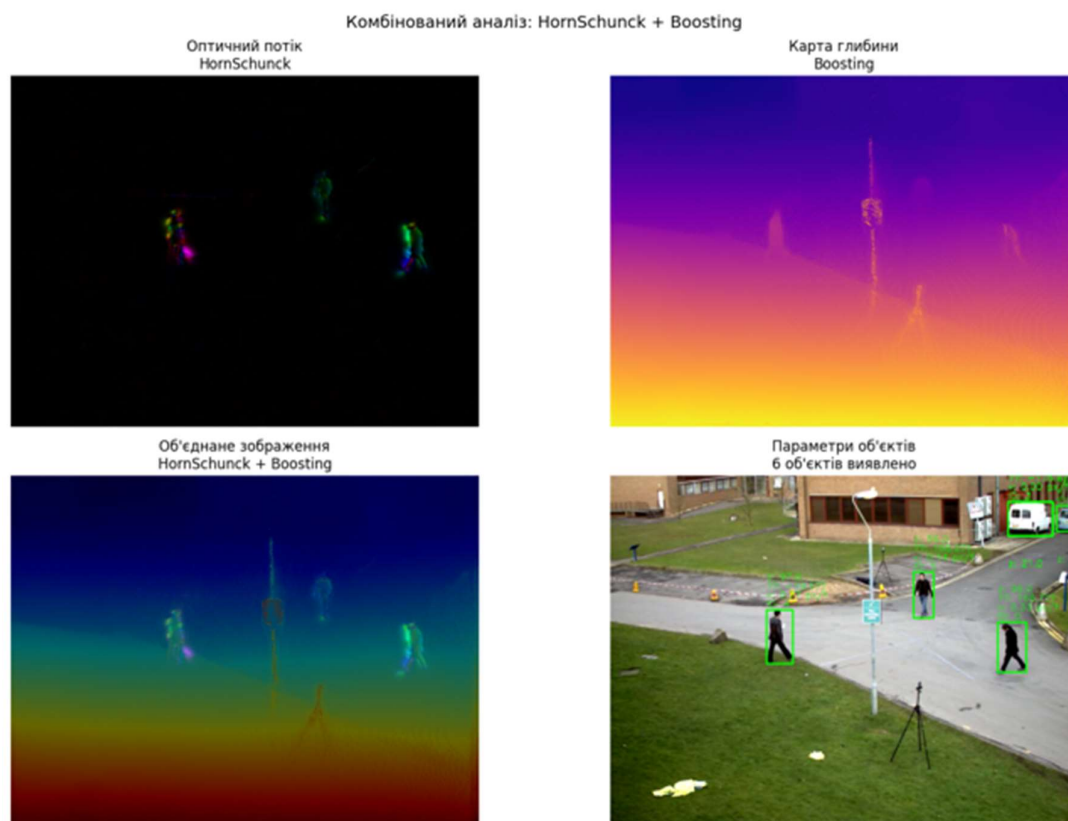 Комбінований аналіз: HornSchunck + Boosting
Оптичний потік
HornSchunck
Карта глибини
Boosting
Об'єднане зображення
HornSchunck + Boosting
Параметри об'єктів
6 об'єктів виявлено